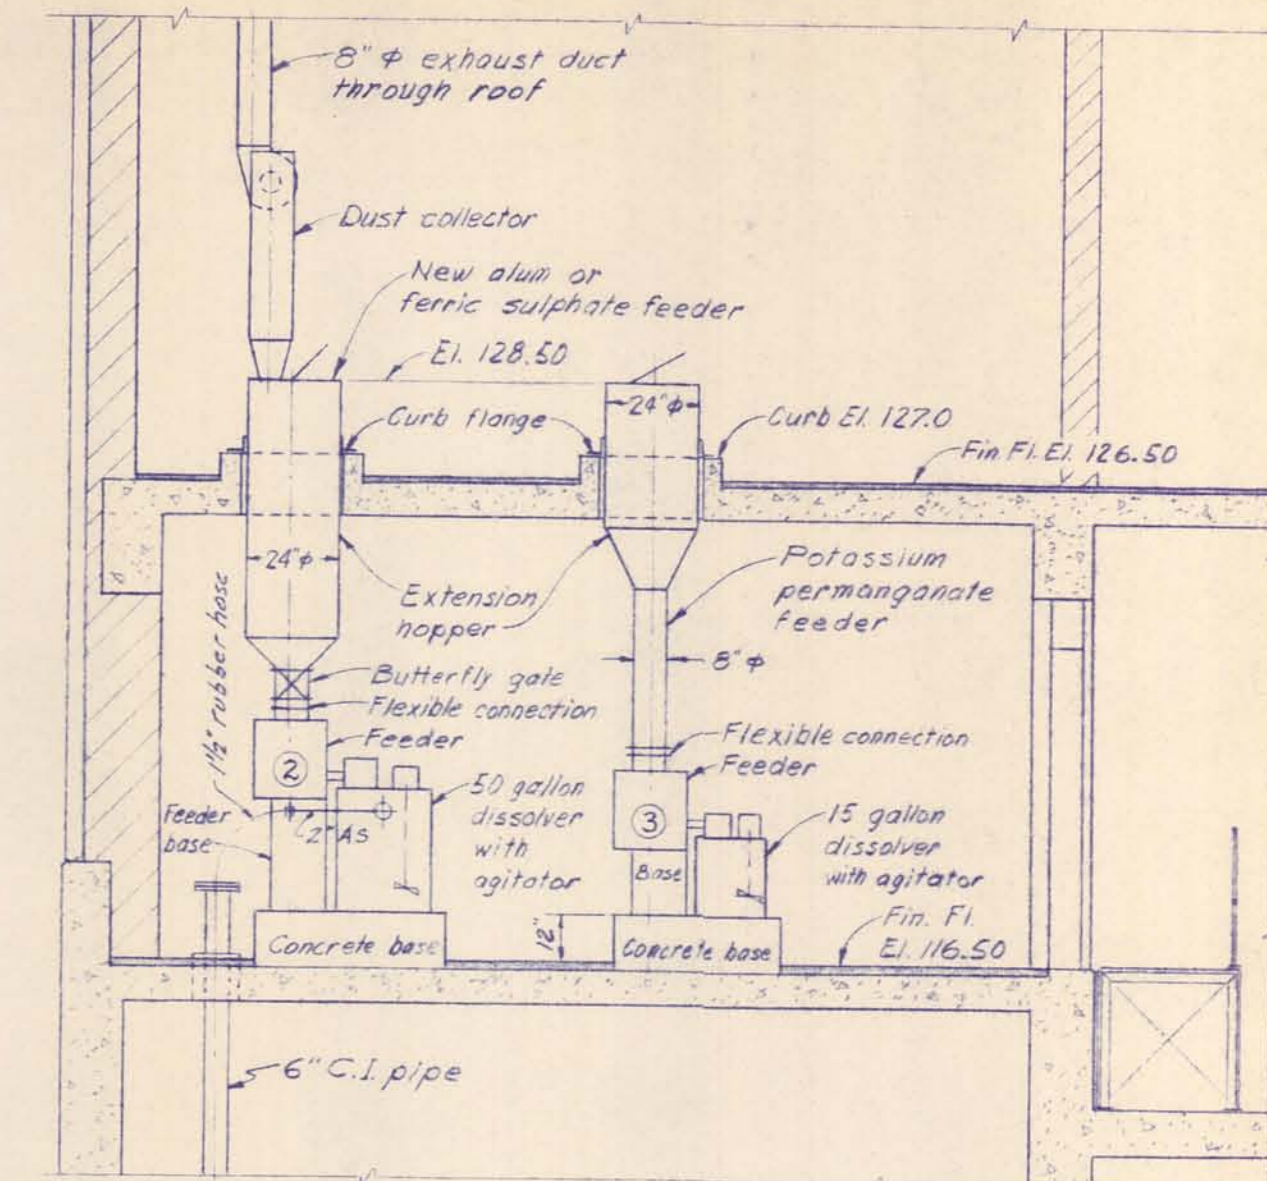 8" ϕ exhaust duct
through roof
Dust collector
New alum or
ferric sulphate feeder
El. 128.50
24" ϕ
Curb flange
Curb El. 127.0
Fin Fl. El. 126.50
24" ϕ
Extension
hopper
Potassium
permanganate
feeder
1½" rubber hose
8" ϕ
Butterfly gate
Flexible connection
Feeder
Flexible connection
Feeder
2
3
Feeder
base
2" AS
50 gallon
dissolver
with
agitator
15 gallon
dissolver
with agitator
Base
Fin. Fl.
El. 116.50
12"
Concrete base
Concrete base
6" C.I. pipe